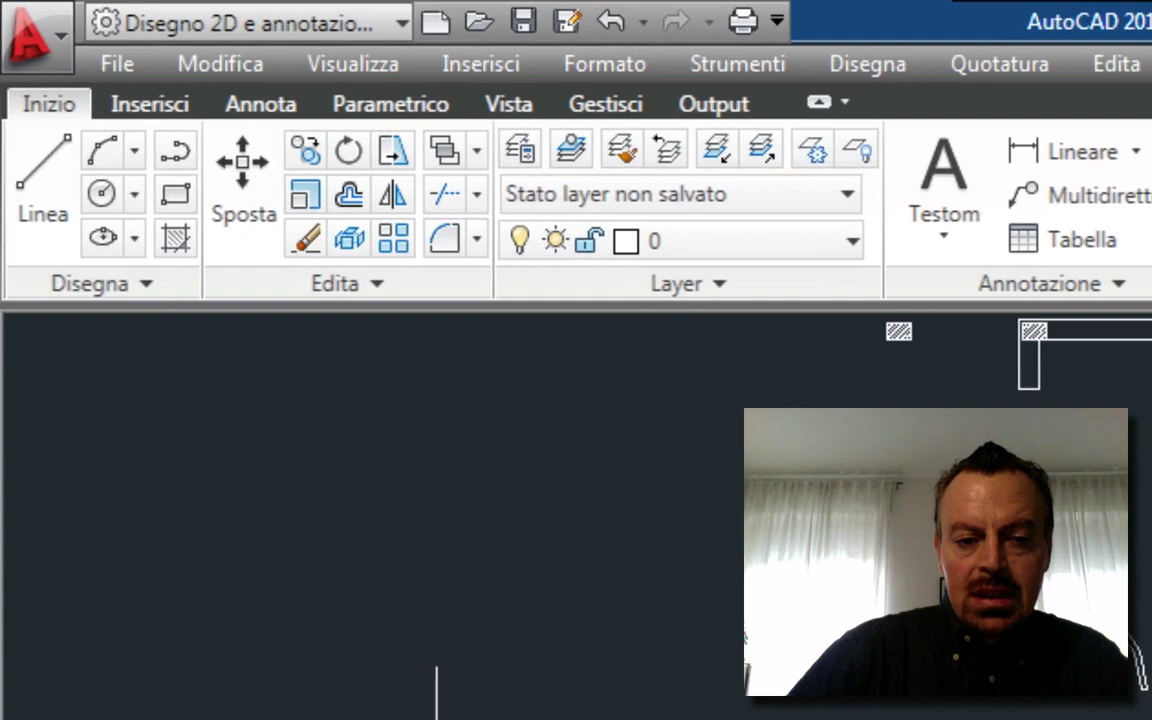 Disegno 2D e annotazio...
AutoCAD 201
File Modifica Visualizza Inserisci Formato Strumenti Disegna Quotatura Edita
Inizio Inserisci Annota Parametrico Vista Gestisci Output
Linea
Sposta
Stato layer non salvato
0
Testom
Lineare
Multidirett
Tabella
Disegna
Edita
Layer
Annotazione